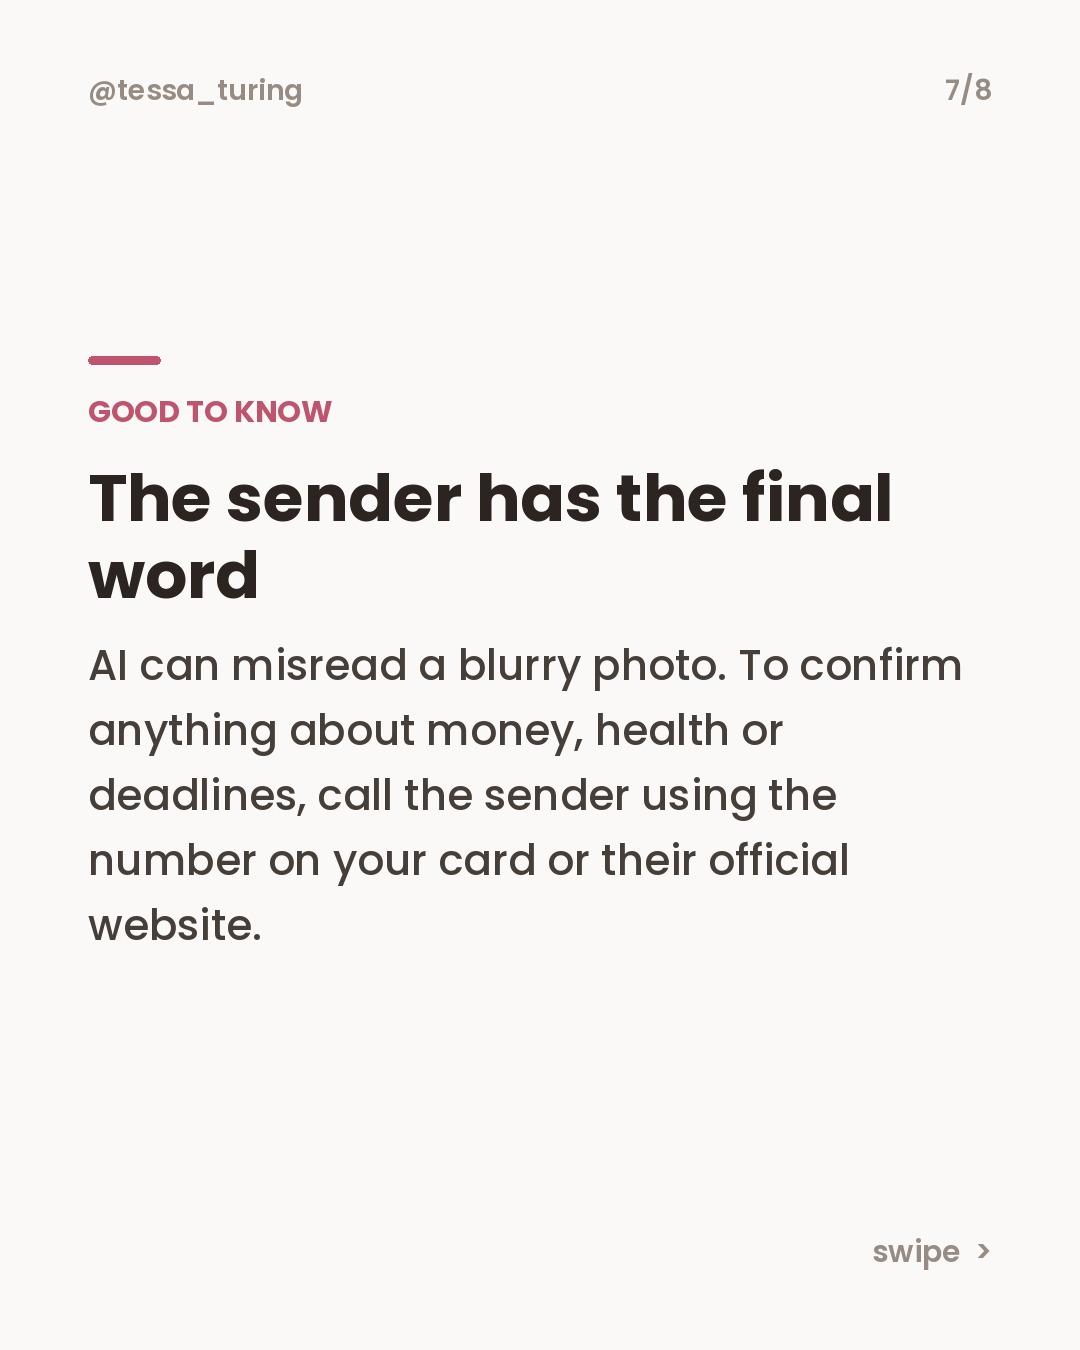 @tessa_turing
7/8
GOOD TO KNOW
The sender has the final
word
AI can misread a blurry photo. To confirm
anything about money, health or
deadlines, call the sender using the
number on your card or their official
website.
swipe >